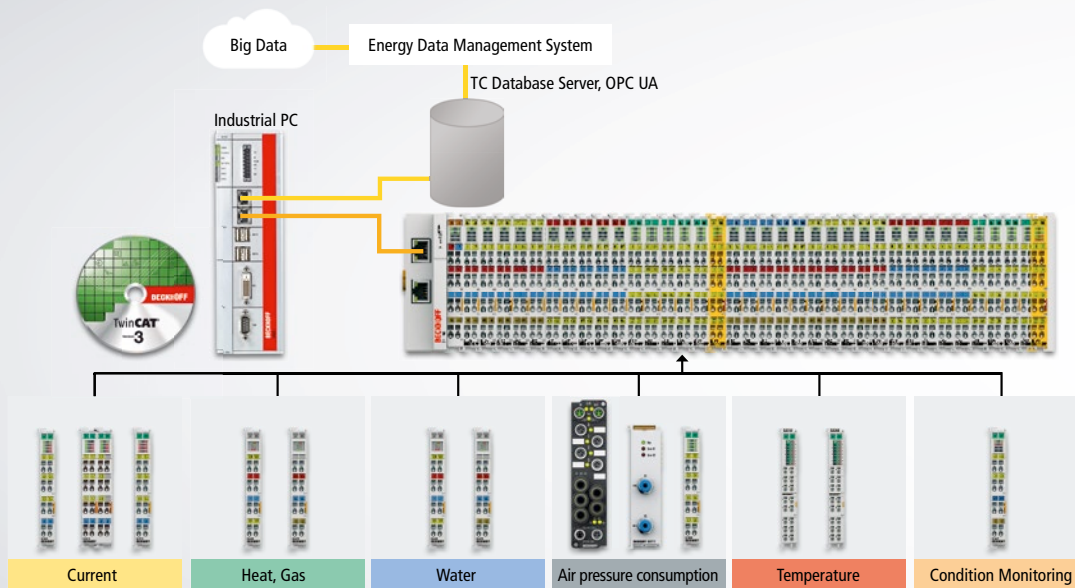 Big Data
Energy Data Management System
TC Database Server, OPC UA
Industrial PC
BECKHOFF
TwinCAT®
3
BECKHOFF
BECKHOFF
Current
Heat, Gas
Water
Air pressure consumption
Temperature
Condition Monitoring